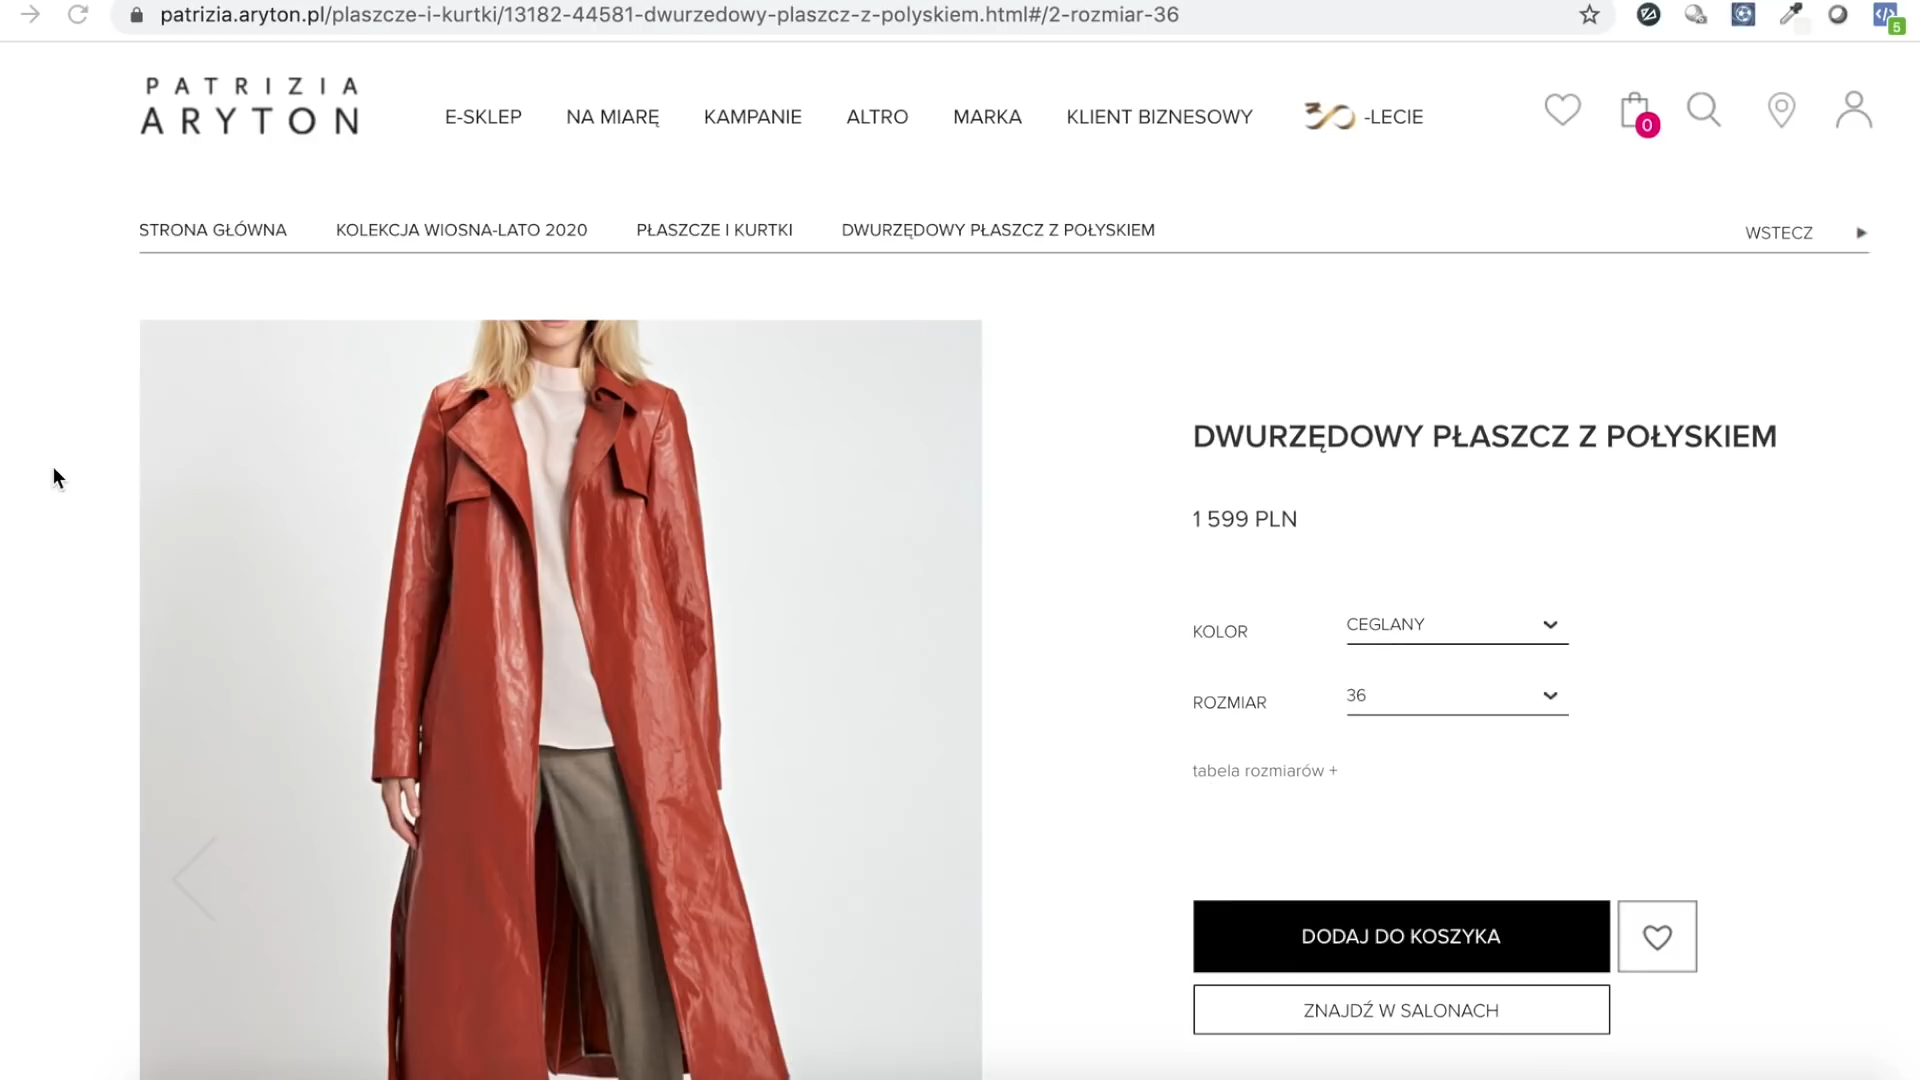 patrizia.aryton.pl/plaszcze-i-kurtki/13182-44581-dwurzedowy-plaszcz-z-polyskiem.html#/2-rozmiar-36
5
PATRIZIA
ARYTON
E-SKLEP NA MIARĘ KAMPANIE ALTRO MARKA KLIENT BIZNESOWY 30 -LECIE
0
STRONA GŁÓWNA KOLEKCJA WIOSNA-LATO 2020 PŁASZCZE I KURTKI DWURZĘDOWY PŁASZCZ Z POŁYSKIEM
WSTECZ
DWURZĘDOWY PŁASZCZ Z POŁYSKIEM
1 599 PLN
KOLOR CEGLANY
ROZMIAR 36
tabela rozmiarów +
DODAJ DO KOSZYKA
ZNAJDŹ W SALONACH